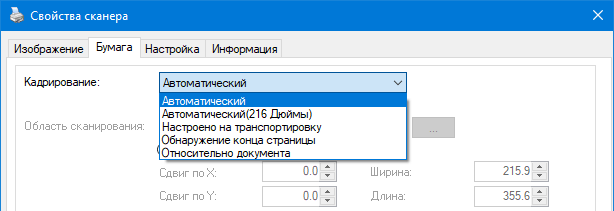 Свойства сканера
Изображение Бумага Настройка Информация
Кадрирование: Автоматический
Автоматический
Автоматический(216 Дюймы)
Настроено на транспортировку
Область сканирования: ...
Обнаружение конца страницы
Относительно документа
Сдвиг по X: 0.0 Ширина: 215.9
Сдвиг по Y: 0.0 Длина: 355.6